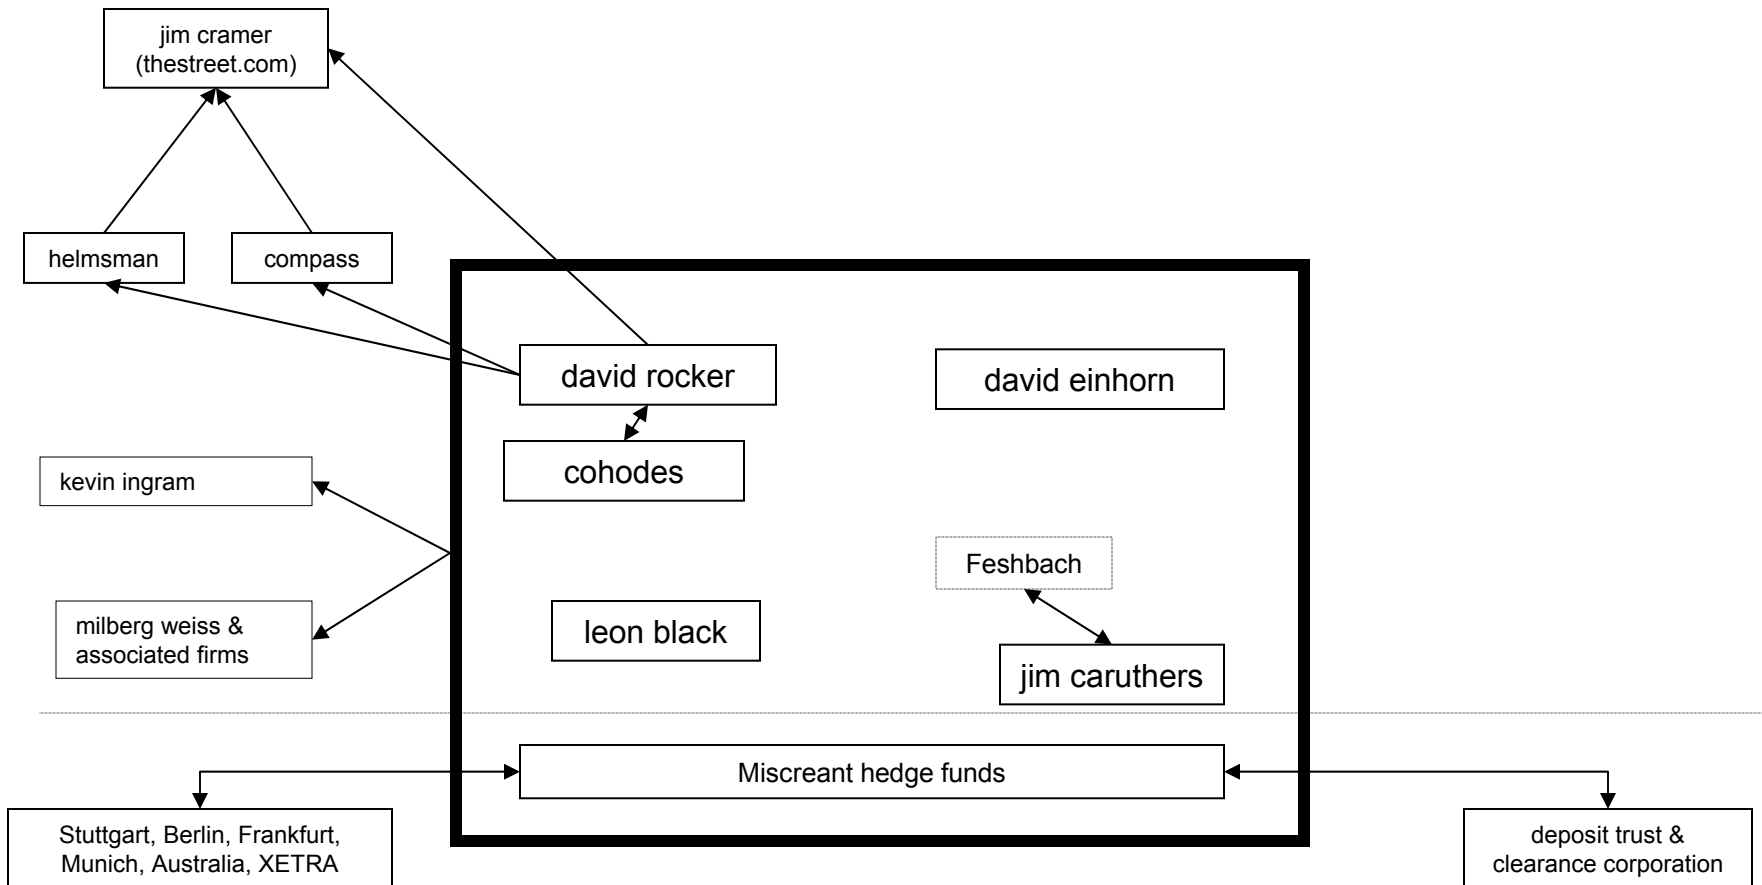 jim cramer
(thestreet.com)
helmsman
compass
david rocker
david einhorn
cohodes
kevin ingram
Feshbach
milberg weiss &
associated firms
leon black
jim caruthers
Miscreant hedge funds
Stuttgart, Berlin, Frankfurt,
Munich, Australia, XETRA
deposit trust &
clearance corporation